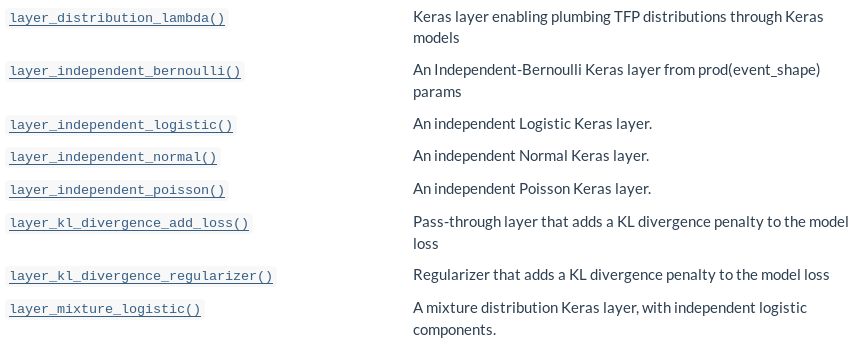 layer_distribution_lambda() Keras layer enabling plumbing TFP distributions through Keras
models
layer_independent_bernoulli() An Independent-Bernoulli Keras layer from prod(event_shape)
params
layer_independent_logistic() An independent Logistic Keras layer.
layer_independent_normal() An independent Normal Keras layer.
layer_independent_poisson() An independent Poisson Keras layer.
layer_kl_divergence_add_loss() Pass-through layer that adds a KL divergence penalty to the model
loss
layer_kl_divergence_regularizer() Regularizer that adds a KL divergence penalty to the model loss
layer_mixture_logistic() A mixture distribution Keras layer, with independent logistic
components.